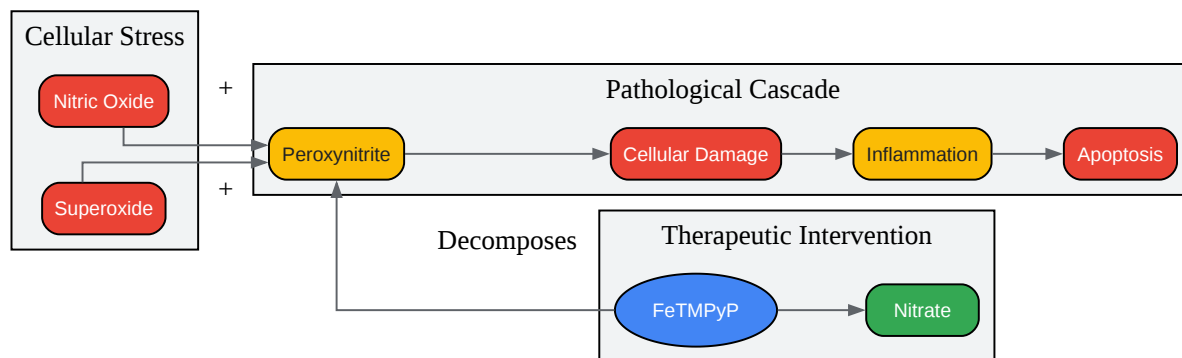 Cellular Stress
Nitric Oxide
Superoxide
+
+
Pathological Cascade
Peroxynitrite
Cellular Damage
Inflammation
Apoptosis
Decomposes
Therapeutic Intervention
FeTMPyP
Nitrate